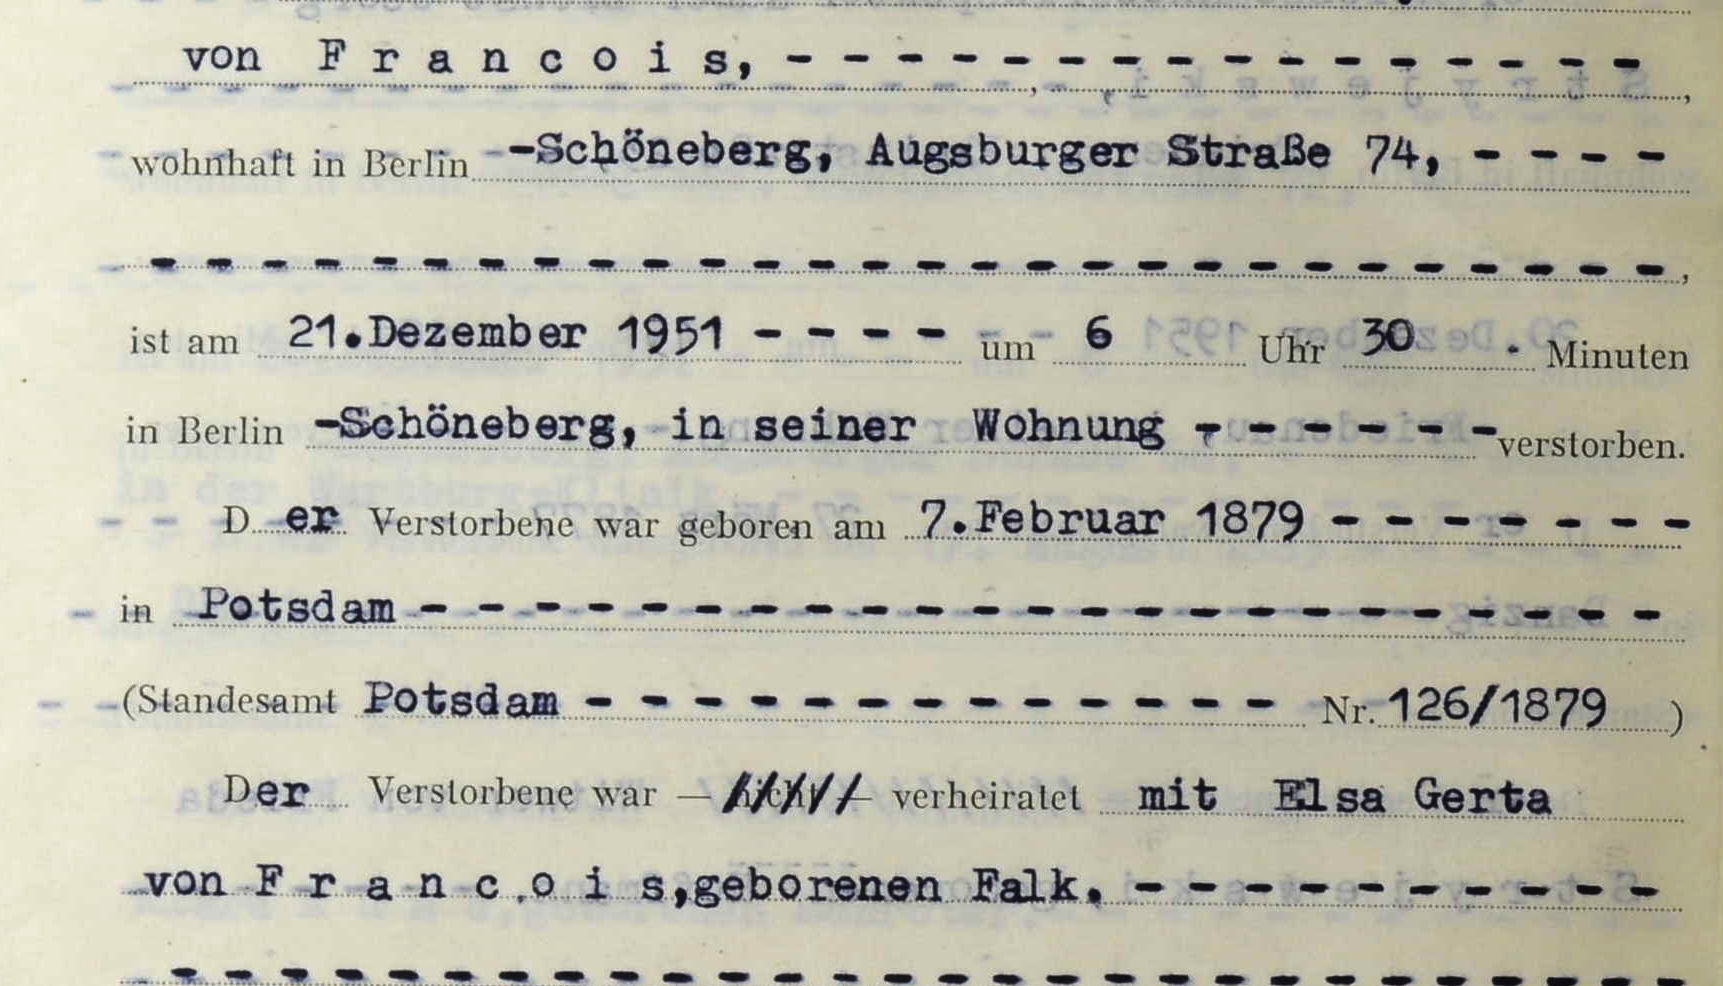 von F r a n c o i s, - - - - - - - - - - - - - - - -
wohnhaft in Berlin -Schöneberg, Augsburger Straße 74, - - - -
- - - - - - - - - - - - - - - - - - - - - - - - - - - -,
ist am 21.Dezember 1951 - - - - um 6 Uhr 30 Minuten
in Berlin -Schöneberg, in seiner Wohnung - - - - - - verstorben.
Der Verstorbene war geboren am 7.Februar 1879 - - - - - - -
in Potsdam - - - - - - - - - - - - - - - - - - - - - - -
(Standesamt Potsdam - - - - - - - - - - - - - Nr. 126/1879 )
Der Verstorbene war — nicht — verheiratet mit Elsa Gerta
von F r a n c o i s,geborenen Falk. - - - - - - - - - -
- - - - - - - - - - - - - - - - - - - - - - - - - - - -